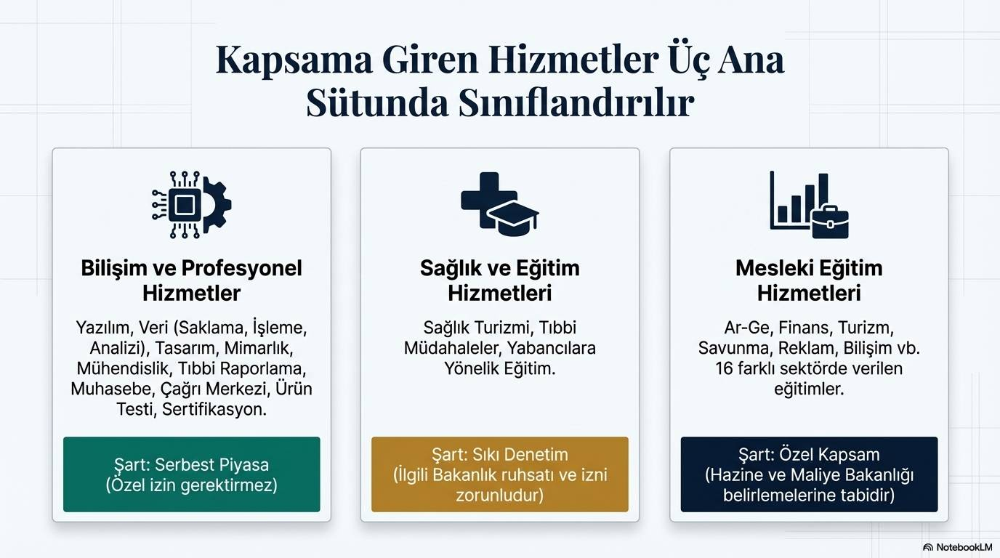 Kapsama Giren Hizmetler Üç Ana
Sütunda Sınıflandırılır
Bilişim ve Profesyonel
Hizmetler
Yazılım, Veri (Saklama, İşleme,
Analizi), Tasarım, Mimarlık,
Mühendislik, Tıbbi Raporlama,
Muhasebe, Çağrı Merkezi, Ürün
Testi, Sertifikasyon.
Şart: Serbest Piyasa
(Özel izin gerektirmez)
Sağlık ve Eğitim
Hizmetleri
Sağlık Turizmi, Tıbbi
Müdahaleler, Yabancılara
Yönelik Eğitim.
Şart: Sıkı Denetim
(İlgili Bakanlık ruhsatı ve izni
zorunludur)
Mesleki Eğitim
Hizmetleri
Ar-Ge, Finans, Turizm,
Savunma, Reklam, Bilişim vb.
16 farklı sektörde verilen
eğitimler.
Şart: Özel Kapsam
(Hazine ve Maliye Bakanlığı
belirlemelerine tabidir)
NotebookLM